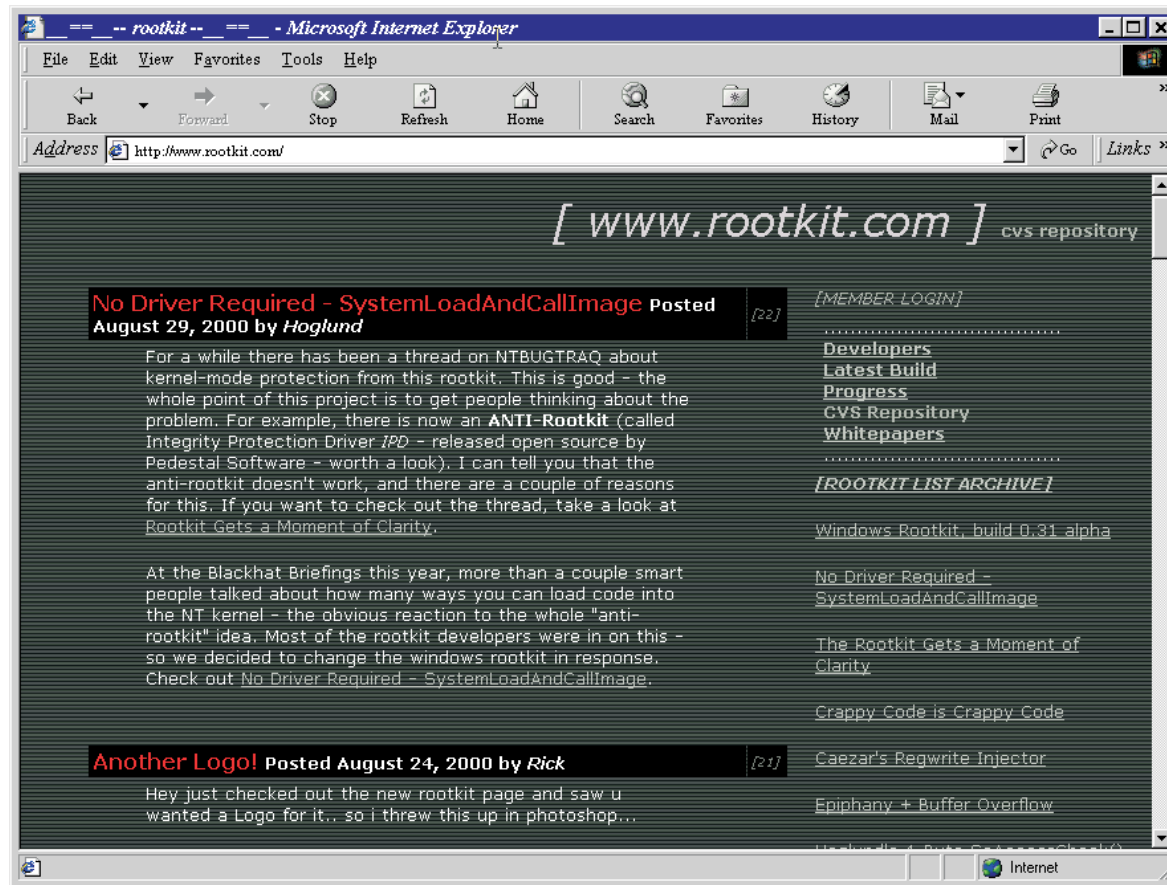 __==__-- rootkit --__==__ - Microsoft Internet Explorer
File Edit View Favorites Tools Help
Back Forward Stop Refresh Home Search Favorites History Mail Print
Address http://www.rootkit.com/ Go Links »
[ www.rootkit.com ] cvs repository
No Driver Required - SystemLoadAndCallImage Posted
August 29, 2000 by Hoglund
[22]
For a while there has been a thread on NTBUGTRAQ about
kernel-mode protection from this rootkit. This is good - the
whole point of this project is to get people thinking about the
problem. For example, there is now an ANTI-Rootkit (called
Integrity Protection Driver IPD - released open source by
Pedestal Software - worth a look). I can tell you that the
anti-rootkit doesn't work, and there are a couple of reasons
for this. If you want to check out the thread, take a look at
Rootkit Gets a Moment of Clarity.
At the Blackhat Briefings this year, more than a couple smart
people talked about how many ways you can load code into
the NT kernel - the obvious reaction to the whole "anti-
rootkit" idea. Most of the rootkit developers were in on this -
so we decided to change the windows rootkit in response.
Check out No Driver Required - SystemLoadAndCallImage.
Another Logo! Posted August 24, 2000 by Rick
[21]
Hey just checked out the new rootkit page and saw u
wanted a Logo for it.. so i threw this up in photoshop...
[MEMBER LOGIN]
Developers
Latest Build
Progress
CVS Repository
Whitepapers
[ROOTKIT LIST ARCHIVE]
Windows Rootkit, build 0.31 alpha
No Driver Required -
SystemLoadAndCallImage
The Rootkit Gets a Moment of
Clarity
Crappy Code is Crappy Code
Caezar's Regwrite Injector
Epiphany + Buffer Overflow
Internet